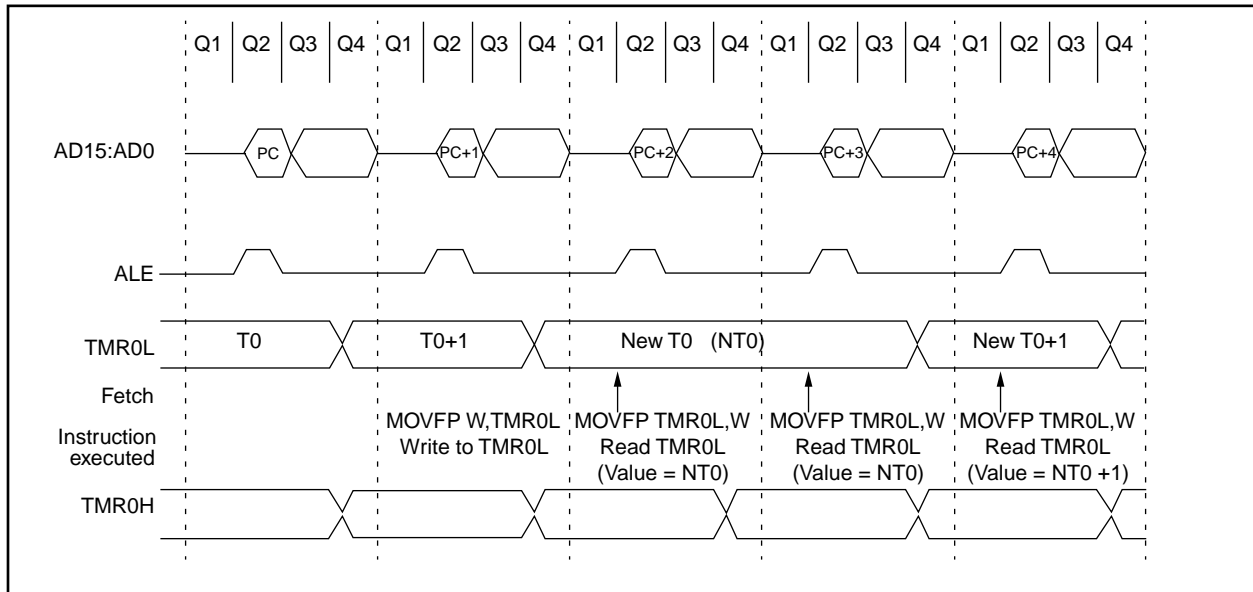 Q1 Q2 Q3 Q4 Q1 Q2 Q3 Q4 Q1 Q2 Q3 Q4 Q1 Q2 Q3 Q4 Q1 Q2 Q3 Q4
AD15:AD0 PC PC+1 PC+2 PC+3 PC+4
ALE
TMR0L T0 T0+1 New T0 (NT0) New T0+1
Fetch
Instruction
executed
MOVFP W,TMR0L
Write to TMR0L
MOVFP TMR0L,W
Read TMR0L
(Value = NT0)
MOVFP TMR0L,W
Read TMR0L
(Value = NT0)
MOVFP TMR0L,W
Read TMR0L
(Value = NT0 +1)
TMR0H